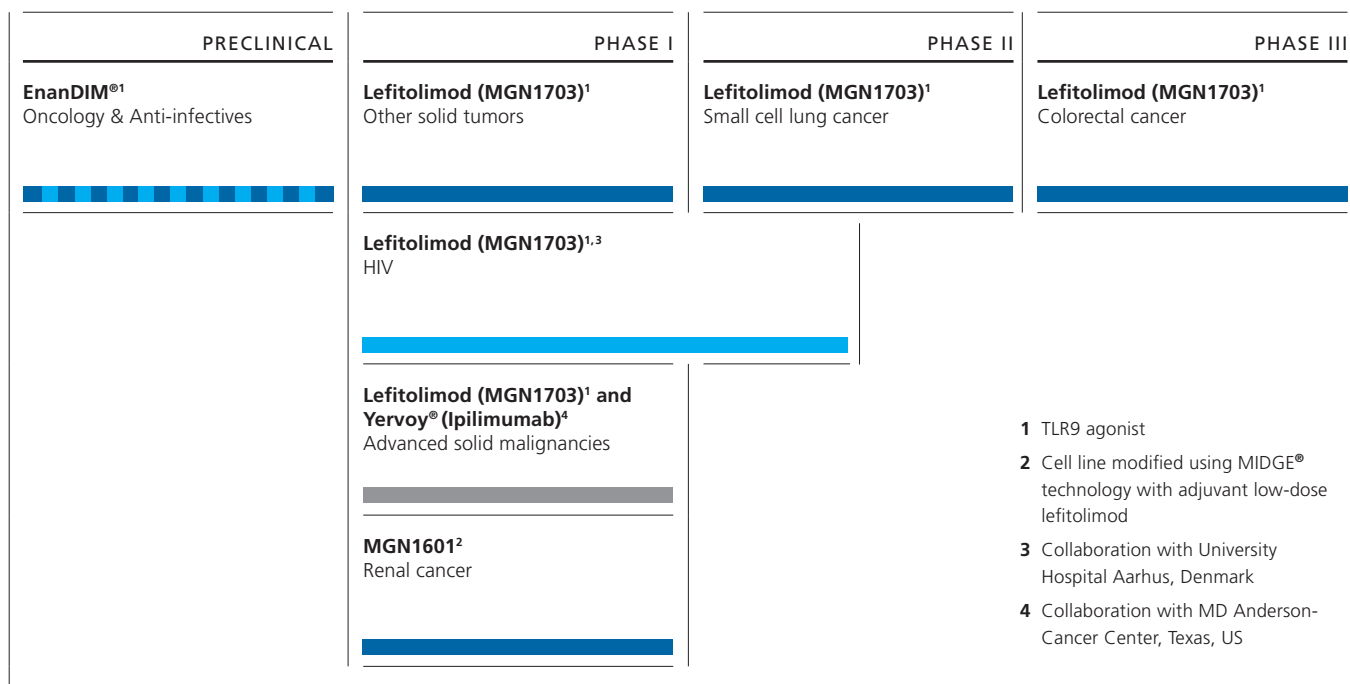 PRECLINICAL
PHASE I
PHASE II
PHASE III
EnanDIM®¹
Oncology & Anti-infectives
Lefitolimod (MGN1703)¹
Other solid tumors
Lefitolimod (MGN1703)¹
Small cell lung cancer
Lefitolimod (MGN1703)¹
Colorectal cancer
Lefitolimod (MGN1703)¹,³
HIV
Lefitolimod (MGN1703)¹ and
Yervoy® (Ipilimumab)⁴
Advanced solid malignancies
MGN1601²
Renal cancer
1 TLR9 agonist
2 Cell line modified using MIDGE®
technology with adjuvant low-dose
lefitolimod
3 Collaboration with University
Hospital Aarhus, Denmark
4 Collaboration with MD Anderson-
Cancer Center, Texas, US